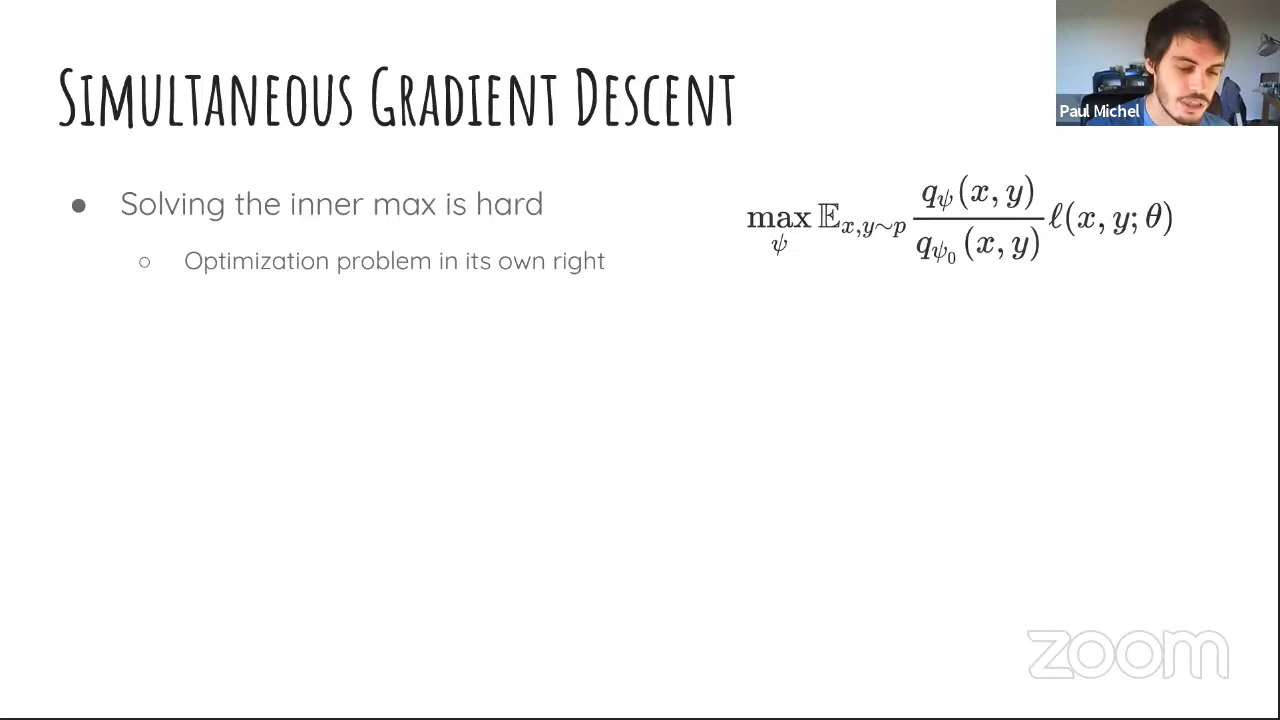 Simultaneous Gradient Descent
Paul Michel
● Solving the inner max is hard
○ Optimization problem in its own right
max_ψ 𝔼_{x,y∼p} \frac{q_ψ(x, y)}{q_{ψ_0}(x, y)} ℓ(x, y; θ)
zoom